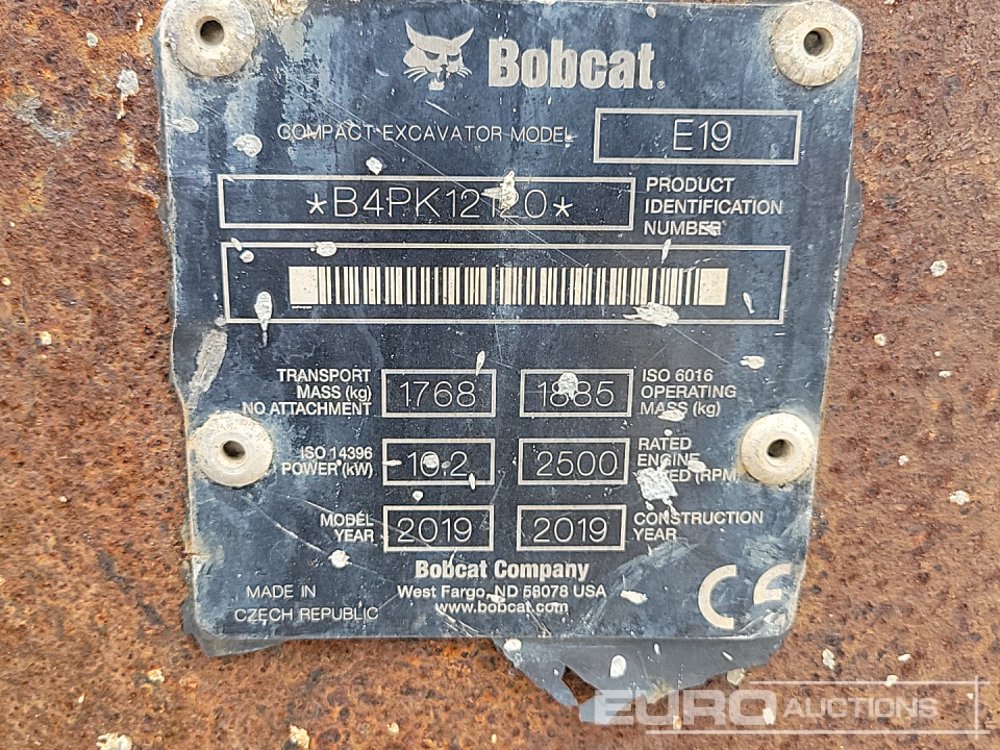 Bobcat
COMPACT EXCAVATOR MODEL E19
*B4PK12120* PRODUCT IDENTIFICATION NUMBER
TRANSPORT MASS (kg) NO ATTACHMENT 1768
1885 ISO 6016 OPERATING MASS (kg)
ISO 14396 POWER (kW) 10.2
2500 RATED ENGINE SPEED (RPM)
MODEL YEAR 2019
2019 CONSTRUCTION YEAR
Bobcat Company
West Fargo, ND 58078 USA
www.bobcat.com
MADE IN
CZECH REPUBLIC
CE
EURO AUCTIONS